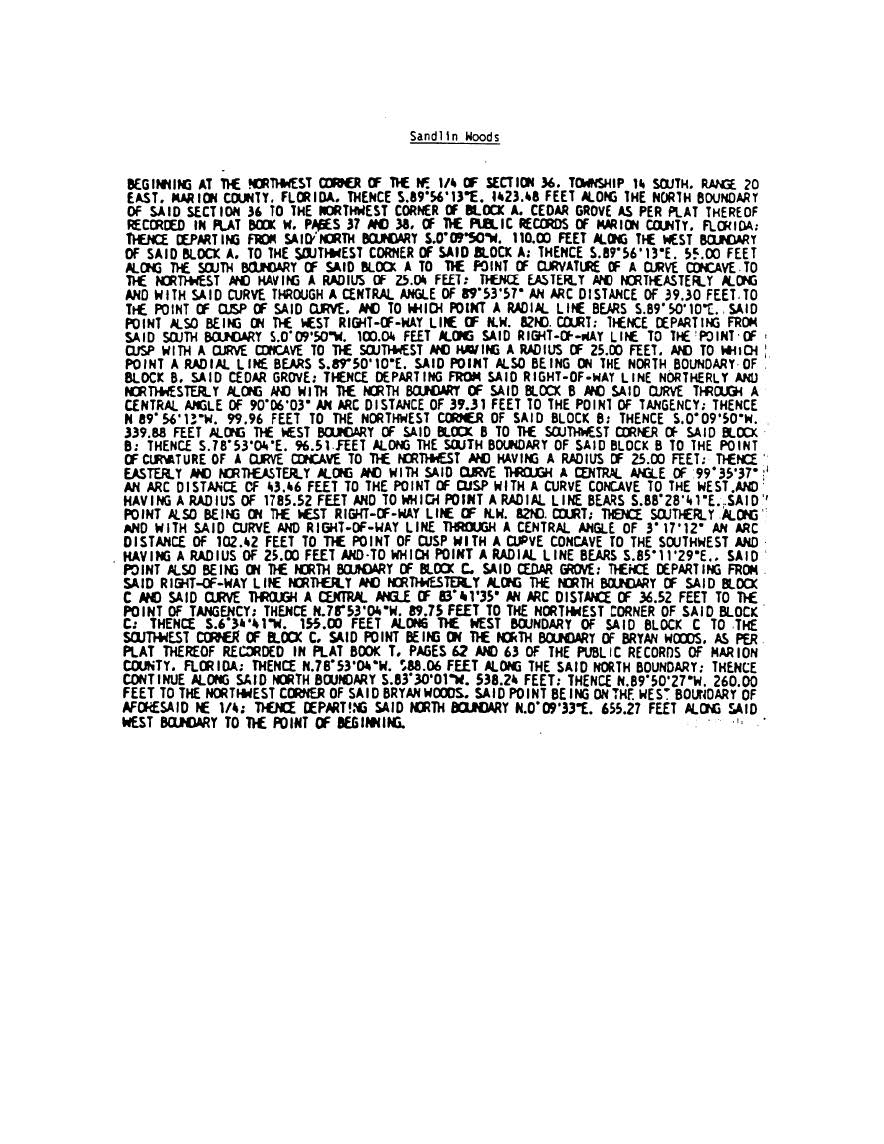 Sandlin Woods
BEGINNING AT THE NORTHWEST CORNER OF THE NE 1/4 OF SECTION 36, TOWNSHIP 14 SOUTH, RANGE 20
EAST, MARION COUNTY, FLORIDA, THENCE S.89°56'13"E. 1423.48 FEET ALONG THE NORTH BOUNDARY
OF SAID SECTION 36 TO THE NORTHWEST CORNER OF BLOCK A, CEDAR GROVE AS PER PLAT THEREOF
RECORDED IN PLAT BOOK W, PAGES 37 AND 38, OF THE PUBLIC RECORDS OF MARION COUNTY, FLORIDA;
THENCE DEPARTING FROM SAID NORTH BOUNDARY S.0°09'50"W. 110.00 FEET ALONG THE WEST BOUNDARY
OF SAID BLOCK A, TO THE SOUTHWEST CORNER OF SAID BLOCK A; THENCE S.89°56'13"E. 55.00 FEET
ALONG THE SOUTH BOUNDARY OF SAID BLOCK A TO THE POINT OF CURVATURE OF A CURVE CONCAVE TO
THE NORTHWEST AND HAVING A RADIUS OF 25.04 FEET; THENCE EASTERLY AND NORTHEASTERLY ALONG
AND WITH SAID CURVE THROUGH A CENTRAL ANGLE OF 89°53'57" AN ARC DISTANCE OF 39.30 FEET TO
THE POINT OF CUSP OF SAID CURVE, AND TO WHICH POINT A RADIAL LINE BEARS S.89°50'10"E., SAID
POINT ALSO BEING ON THE WEST RIGHT-OF-WAY LINE OF N.W. 82ND. COURT; THENCE DEPARTING FROM
SAID SOUTH BOUNDARY S.0°09'50"W. 100.04 FEET ALONG SAID RIGHT-OF-WAY LINE TO THE POINT OF
CUSP WITH A CURVE CONCAVE TO THE SOUTHWEST AND HAVING A RADIUS OF 25.00 FEET, AND TO WHICH
POINT A RADIAL LINE BEARS S.89°50'10"E. SAID POINT ALSO BEING ON THE NORTH BOUNDARY OF
BLOCK B, SAID CEDAR GROVE; THENCE DEPARTING FROM SAID RIGHT-OF-WAY LINE NORTHERLY AND
NORTHWESTERLY ALONG AND WITH THE NORTH BOUNDARY OF SAID BLOCK B AND SAID CURVE THROUGH A
CENTRAL ANGLE OF 90°06'03" AN ARC DISTANCE OF 39.31 FEET TO THE POINT OF TANGENCY; THENCE
N 89°56'13"W. 99.96 FEET TO THE NORTHWEST CORNER OF SAID BLOCK B; THENCE S.0°09'50"W.
339.88 FEET ALONG THE WEST BOUNDARY OF SAID BLOCK B TO THE SOUTHWEST CORNER OF SAID BLOCK
B; THENCE S.78°53'04"E. 96.51 FEET ALONG THE SOUTH BOUNDARY OF SAID BLOCK B TO THE POINT
OF CURVATURE OF A CURVE CONCAVE TO THE NORTHWEST AND HAVING A RADIUS OF 25.00 FEET; THENCE
EASTERLY AND NORTHEASTERLY ALONG AND WITH SAID CURVE THROUGH A CENTRAL ANGLE OF 99°35'37"
AN ARC DISTANCE OF 43.46 FEET TO THE POINT OF CUSP WITH A CURVE CONCAVE TO THE WEST AND
HAVING A RADIUS OF 1785.52 FEET AND TO WHICH POINT A RADIAL LINE BEARS S.88°28'41"E., SAID
POINT ALSO BEING ON THE WEST RIGHT-OF-WAY LINE OF N.W. 82ND. COURT; THENCE SOUTHERLY ALONG
AND WITH SAID CURVE AND RIGHT-OF-WAY LINE THROUGH A CENTRAL ANGLE OF 3°17'12" AN ARC
DISTANCE OF 102.42 FEET TO THE POINT OF CUSP WITH A CURVE CONCAVE TO THE SOUTHWEST AND
HAVING A RADIUS OF 25.00 FEET AND TO WHICH POINT A RADIAL LINE BEARS S.85°11'29"E., SAID
POINT ALSO BEING ON THE NORTH BOUNDARY OF BLOCK C, SAID CEDAR GROVE; THENCE DEPARTING FROM
SAID RIGHT-OF-WAY LINE NORTHERLY AND NORTHWESTERLY ALONG THE NORTH BOUNDARY OF SAID BLOCK
C AND SAID CURVE THROUGH A CENTRAL ANGLE OF 83°41'35" AN ARC DISTANCE OF 36.52 FEET TO THE
POINT OF TANGENCY; THENCE N.78°53'04"W. 89.75 FEET TO THE NORTHWEST CORNER OF SAID BLOCK
C; THENCE S.6°34'41"W. 155.00 FEET ALONG THE WEST BOUNDARY OF SAID BLOCK C TO THE
SOUTHWEST CORNER OF BLOCK C, SAID POINT BEING ON THE NORTH BOUNDARY OF BRYAN WOODS, AS PER
PLAT THEREOF RECORDED IN PLAT BOOK T, PAGES 62 AND 63 OF THE PUBLIC RECORDS OF MARION
COUNTY, FLORIDA; THENCE N.78°53'04"W. FEET ALONG THE SAID NORTH BOUNDARY; THENCE
CONTINUE ALONG SAID NORTH BOUNDARY S.83°30'01"W. 538.24 FEET; THENCE N.89°50'27"W. 260.00
FEET TO THE NORTHWEST CORNER OF SAID BRYAN WOODS, SAID POINT BEING ON THE WEST BOUNDARY OF
AFORESAID NE 1/4; THENCE DEPARTING SAID NORTH BOUNDARY N.0°09'33"E. 655.27 FEET ALONG SAID
WEST BOUNDARY TO THE POINT OF BEGINNING.